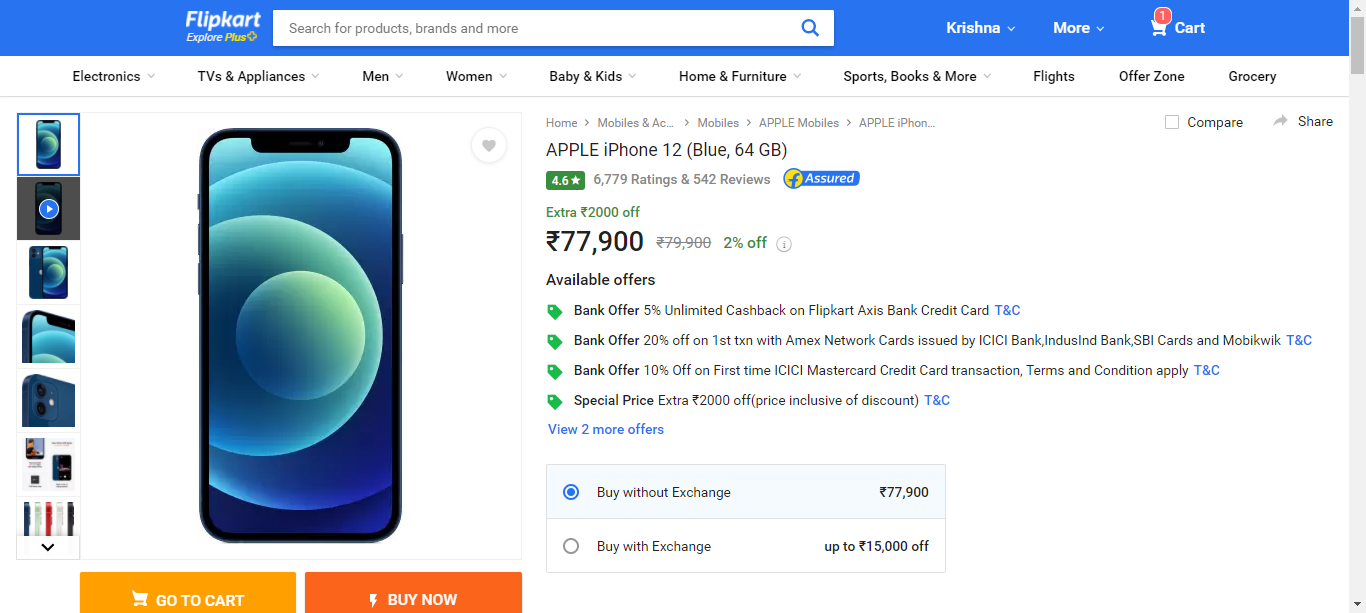 Flipkart
Explore Plus
Search for products, brands and more
Krishna
More
1
Cart
Electronics
TVs & Appliances
Men
Women
Baby & Kids
Home & Furniture
Sports, Books & More
Flights
Offer Zone
Grocery
Home > Mobiles & Ac... > Mobiles > APPLE Mobiles > APPLE iPhon...
Compare
Share
APPLE iPhone 12 (Blue, 64 GB)
4.6★ 6,779 Ratings & 542 Reviews Assured
Extra ₹2000 off
₹77,900 ₹79,900 2% off
Available offers
Bank Offer 5% Unlimited Cashback on Flipkart Axis Bank Credit Card T&C
Bank Offer 20% off on 1st txn with Amex Network Cards issued by ICICI Bank,IndusInd Bank,SBI Cards and Mobikwik T&C
Bank Offer 10% Off on First time ICICI Mastercard Credit Card transaction, Terms and Condition apply T&C
Special Price Extra ₹2000 off(price inclusive of discount) T&C
View 2 more offers
Buy without Exchange ₹77,900
Buy with Exchange up to ₹15,000 off
GO TO CART
BUY NOW